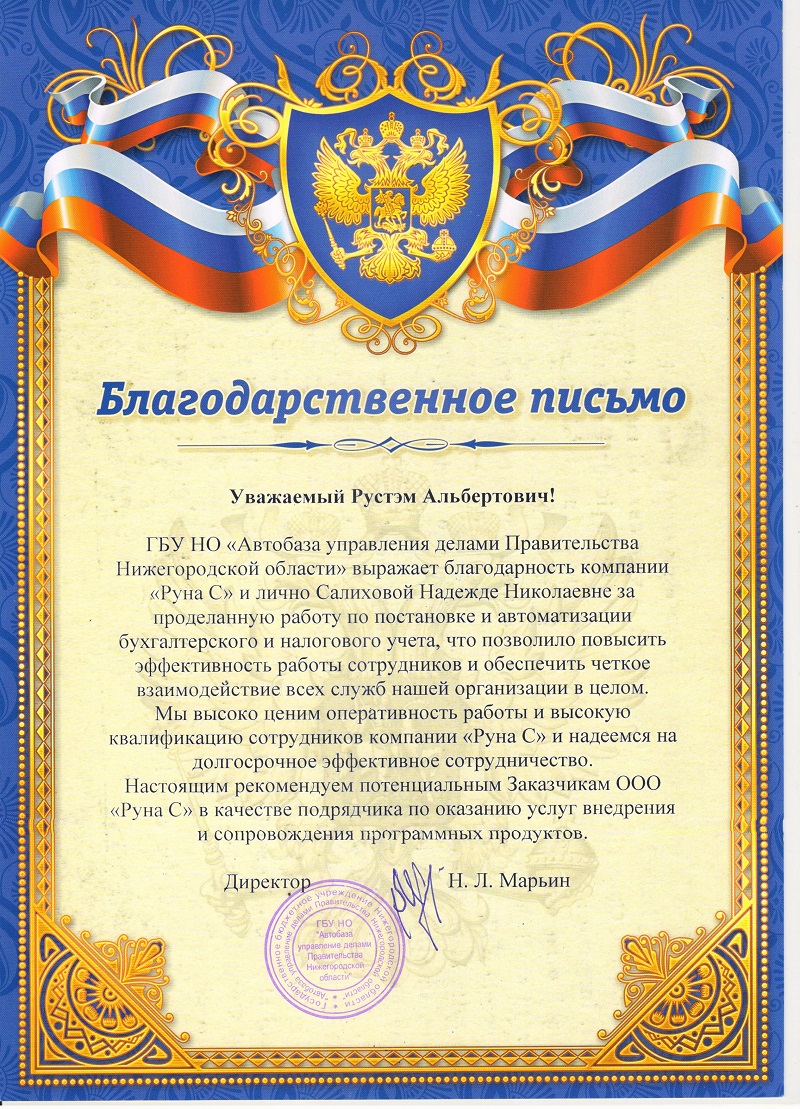 Благодарственное письмо
Уважаемый Рустэм Альбертович!
ГБУ НО «Автобаза управления делами Правительства
Нижегородской области» выражает благодарность компании
«Руна С» и лично Салиховой Надежде Николаевне за
проделанную работу по постановке и автоматизации
бухгалтерского и налогового учета, что позволило повысить
эффективность работы сотрудников и обеспечить четкое
взаимодействие всех служб нашей организации в целом.
Мы высоко ценим оперативность работы и высокую
квалификацию сотрудников компании «Руна С» и надеемся на
долгосрочное эффективное сотрудничество.
Настоящим рекомендуем потенциальным Заказчикам ООО
«Руна С» в качестве подрядчика по оказанию услуг внедрения
и сопровождения программных продуктов.
Директор Н. Л. Марьин
Государственное бюджетное учреждение Нижегородской области
"Автобаза управления делами Правительства Нижегородской области"
ГБУ НО
"Автобаза
управления делами
Правительства
Нижегородской
области"